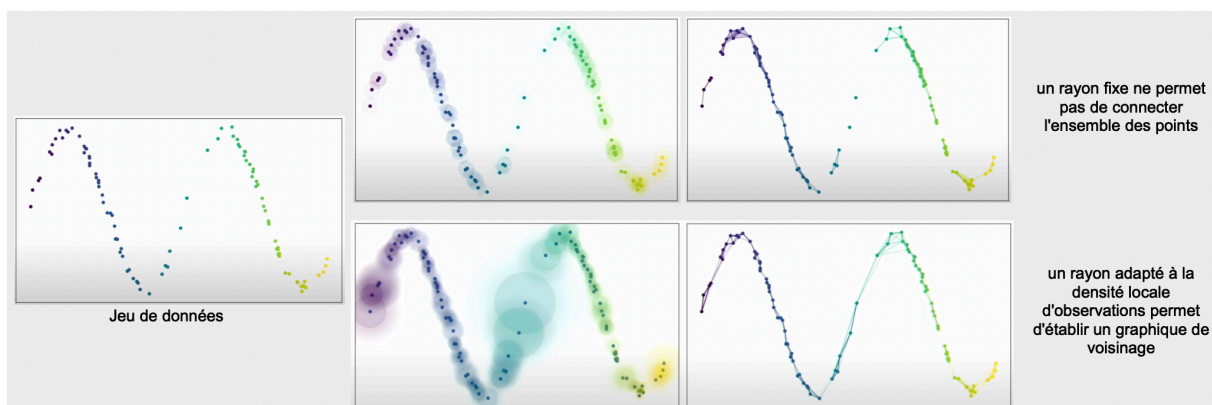 un rayon fixe ne permet
pas de connecter
l'ensemble des points
Jeu de données
un rayon adapté à la
densité locale
d'observations permet
d'établir un graphique de
voisinage